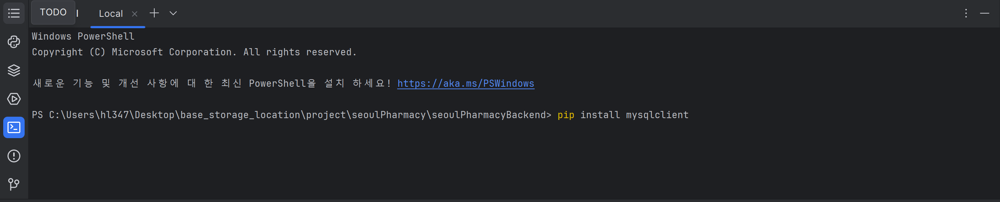 TODO
Local
Windows PowerShell
Copyright (C) Microsoft Corporation. All rights reserved.
새로운 기능 및 개선 사항에 대 한 최신 PowerShell을 설치 하세요! https://aka.ms/PSWindows
PS C:\Users\hl347\Desktop\base_storage_location\project\seoulPharmacy\seoulPharmacyBackend> pip install mysqlclient